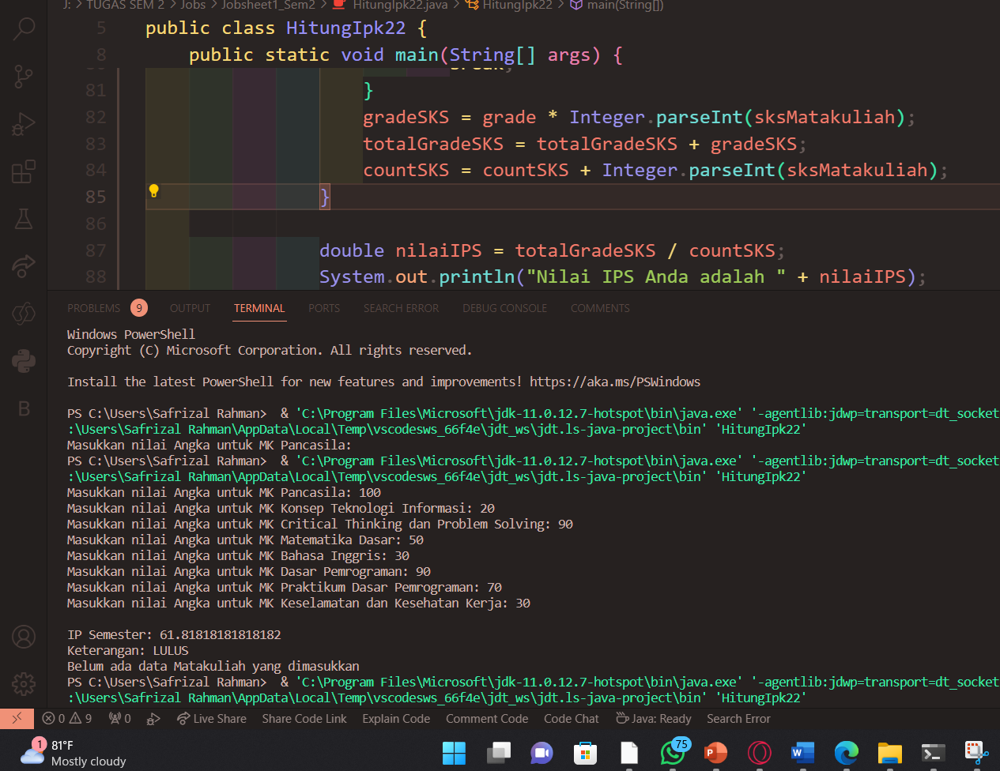 J: > TUGAS SEM 2 > Jobs > Jobsheet1_Sem2 > HitungIpk22.java > HitungIpk22 > main(String[])
5 public class HitungIpk22 {
8 public static void main(String[] args) {
81 }
82 gradeSKS = grade * Integer.parseInt(sksMatakuliah);
83 totalGradeSKS = totalGradeSKS + gradeSKS;
84 countSKS = countSKS + Integer.parseInt(sksMatakuliah);
85 }
86
87 double nilaiIPS = totalGradeSKS / countSKS;
88 System.out.println("Nilai IPS Anda adalah " + nilaiIPS);
PROBLEMS 9 OUTPUT TERMINAL PORTS SEARCH ERROR DEBUG CONSOLE COMMENTS
Windows PowerShell
Copyright (C) Microsoft Corporation. All rights reserved.
Install the latest PowerShell for new features and improvements! https://aka.ms/PSWindows
PS C:\Users\Safrizal Rahman>  & 'C:\Program Files\Microsoft\jdk-11.0.12.7-hotspot\bin\java.exe' '-agentlib:jdwp=transport=dt_socket
:\Users\Safrizal Rahman\AppData\Local\Temp\vscodesws_66f4e\jdt_ws\jdt.ls-java-project\bin' 'HitungIpk22'
Masukkan nilai Angka untuk MK Pancasila:
PS C:\Users\Safrizal Rahman>  & 'C:\Program Files\Microsoft\jdk-11.0.12.7-hotspot\bin\java.exe' '-agentlib:jdwp=transport=dt_socket
:\Users\Safrizal Rahman\AppData\Local\Temp\vscodesws_66f4e\jdt_ws\jdt.ls-java-project\bin' 'HitungIpk22'
Masukkan nilai Angka untuk MK Pancasila: 100
Masukkan nilai Angka untuk MK Konsep Teknologi Informasi: 20
Masukkan nilai Angka untuk MK Critical Thinking dan Problem Solving: 90
Masukkan nilai Angka untuk MK Matematika Dasar: 50
Masukkan nilai Angka untuk MK Bahasa Inggris: 30
Masukkan nilai Angka untuk MK Dasar Pemrograman: 90
Masukkan nilai Angka untuk MK Praktikum Dasar Pemrograman: 70
Masukkan nilai Angka untuk MK Keselamatan dan Kesehatan Kerja: 30
IP Semester: 61.81818181818182
Keterangan: LULUS
Belum ada data Matakuliah yang dimasukkan
PS C:\Users\Safrizal Rahman>  & 'C:\Program Files\Microsoft\jdk-11.0.12.7-hotspot\bin\java.exe' '-agentlib:jdwp=transport=dt_socket
:\Users\Safrizal Rahman\AppData\Local\Temp\vscodesws_66f4e\jdt_ws\jdt.ls-java-project\bin' 'HitungIpk22'
B
0 9 0 Live Share Share Code Link Explain Code Comment Code Code Chat Java: Ready Search Error
1 81°F
Mostly cloudy
75
P
W